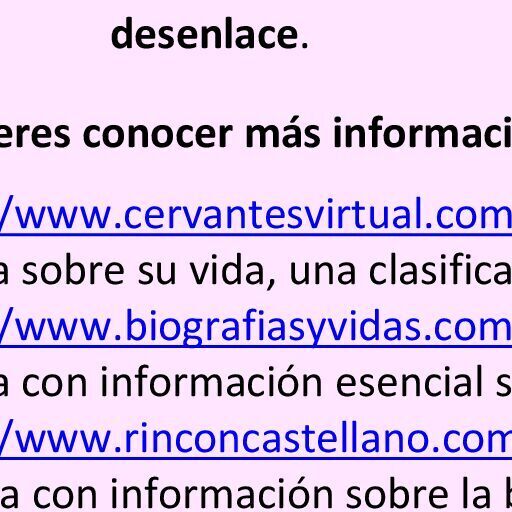 desenlace.
eres conocer más informaci
/www.cervantesvirtual.com
a sobre su vida, una clasifica
/www.biografiasyvidas.com
a con información esencial s
/www.rinconcastellano.com
a con información sobre la b